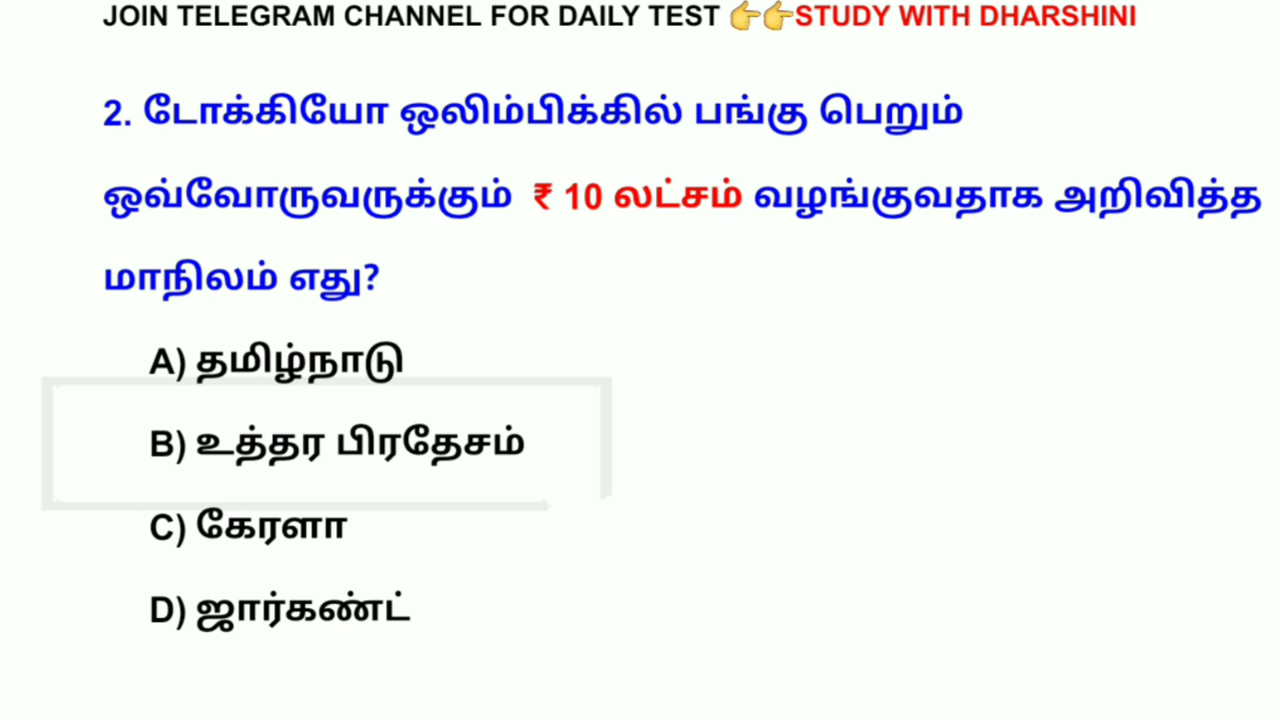 JOIN TELEGRAM CHANNEL FOR DAILY TEST 👉👉STUDY WITH DHARSHINI
2. டோக்கியோ ஒலிம்பிக்கில் பங்கு பெறும்
ஒவ்வோருவருக்கும் ₹ 10 லட்சம் வழங்குவதாக அறிவித்த
மாநிலம் எது?
A) தமிழ்நாடு
B) உத்தர பிரதேசம்
C) கேரளா
D) ஜார்கண்ட்